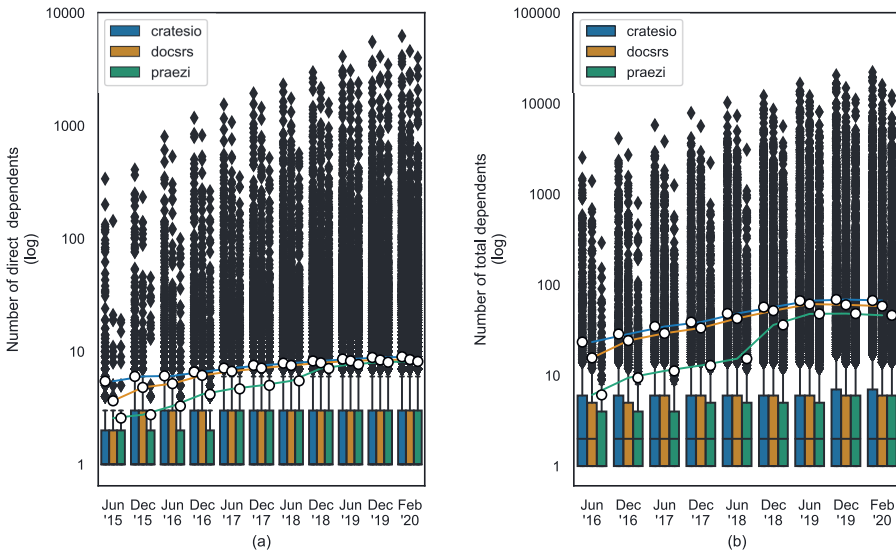 10000
1000
100
10
1
Number of direct dependents
(log)
cratesio
docsrs
praezi
Jun '15
Dec '15
Jun '16
Dec '16
Jun '17
Dec '17
Jun '18
Dec '18
Jun '19
Dec '19
Feb '20
(a)
100000
10000
1000
100
10
1
Number of total dependents
(log)
cratesio
docsrs
praezi
Jun '16
Dec '16
Jun '17
Dec '17
Jun '18
Dec '18
Jun '19
Dec '19
Feb '20
(b)